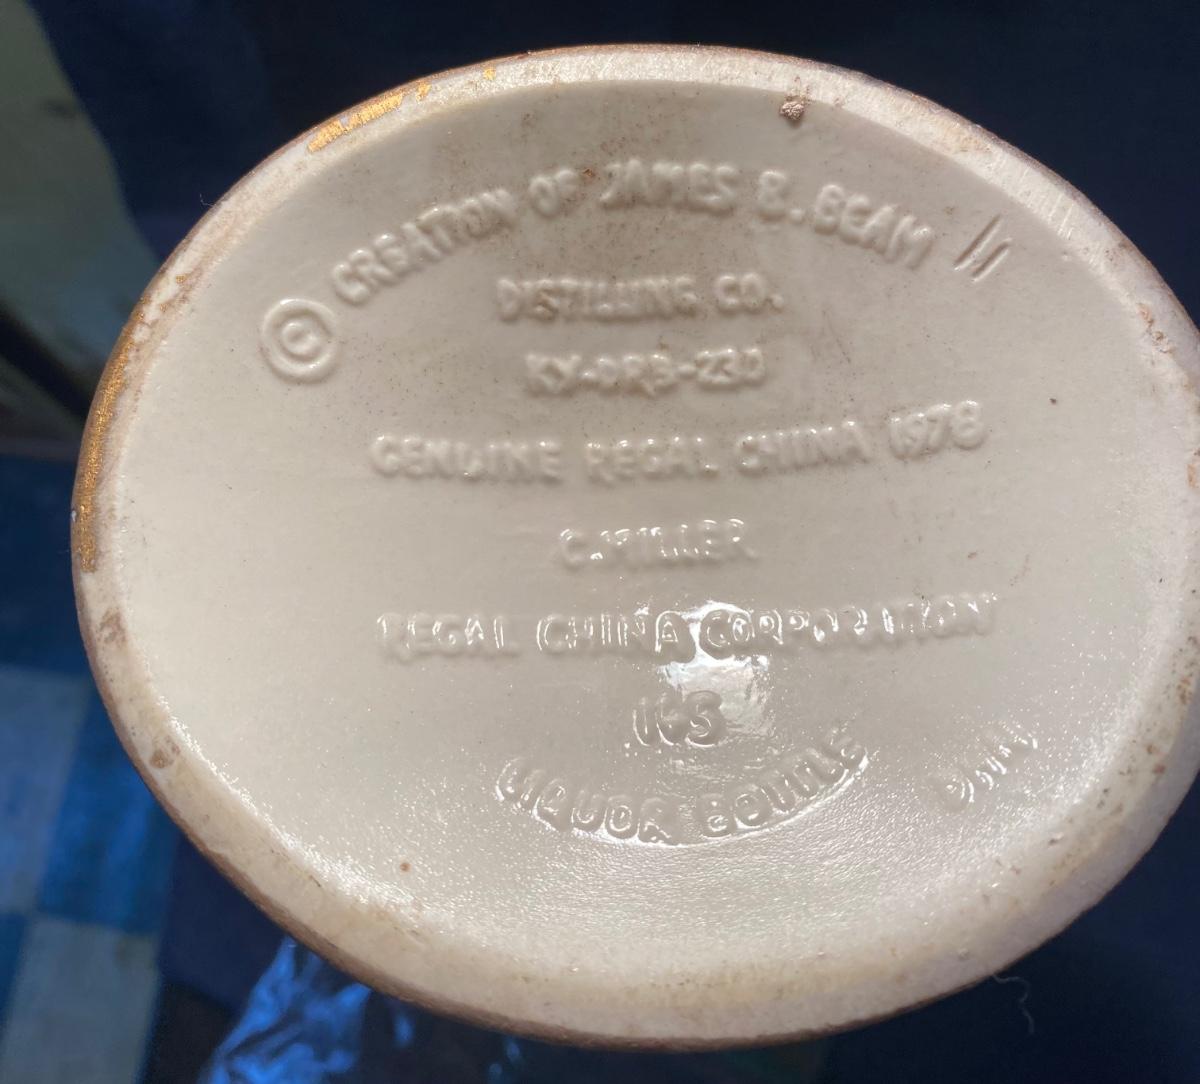 © CREATION OF JAMES B. BEAM
DISTILLING CO.
KY-DRB-230
GENUINE REGAL CHINA 1978
C. MILLER
REGAL CHINA CORPORATION
LIQUOR BOTTLE